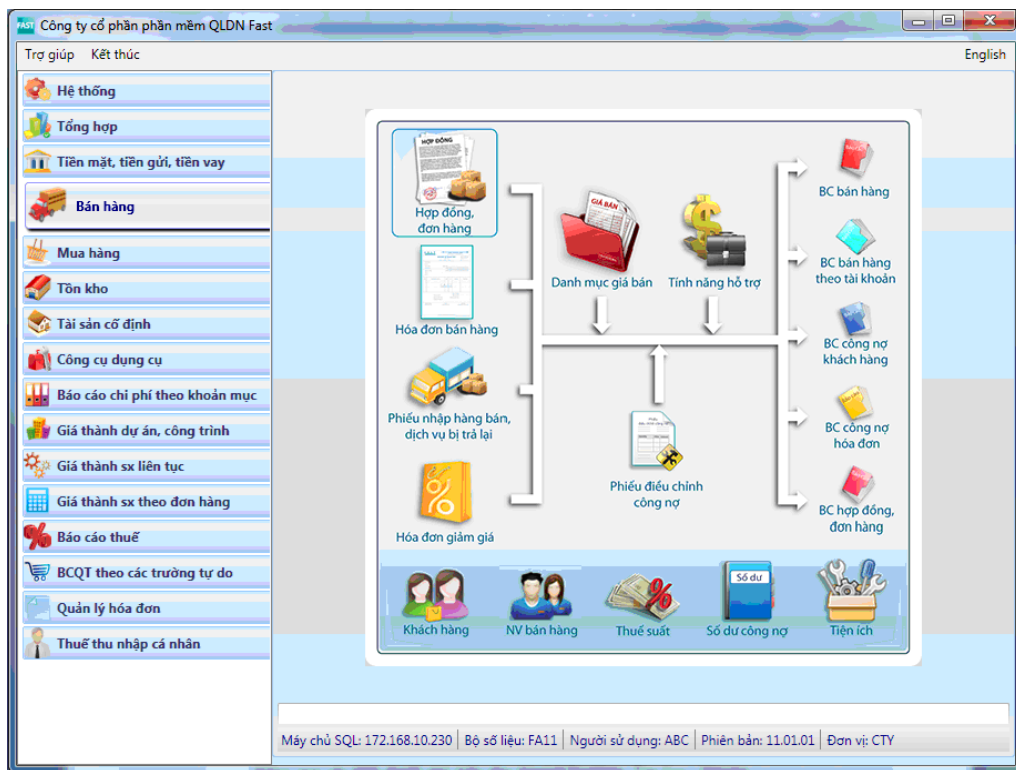 FAST Công ty cổ phần phần mềm QLDN Fast
Trợ giúp Kết thúc English
Hệ thống
Tổng hợp
Tiền mặt, tiền gửi, tiền vay
Bán hàng
Mua hàng
Tồn kho
Tài sản cố định
Công cụ dụng cụ
Báo cáo chi phí theo khoản mục
Giá thành dự án, công trình
Giá thành sx liên tục
Giá thành sx theo đơn hàng
Báo cáo thuế
BCQT theo các trường tự do
Quản lý hóa đơn
Thuế thu nhập cá nhân
HỢP ĐỒNG
Hợp đồng,
đơn hàng
Hóa đơn bán hàng
Phiếu nhập hàng bán,
dịch vụ bị trả lại
Hóa đơn giảm giá
GIÁ BÁN
Danh mục giá bán
Tính năng hỗ trợ
Phiếu điều chỉnh
công nợ
BC bán hàng
BC bán hàng
theo tài khoản
BC công nợ
khách hàng
BC công nợ
hóa đơn
BC hợp đồng,
đơn hàng
Khách hàng
NV bán hàng
Thuế suất
Số dư
Số dư công nợ
Tiện ích
Máy chủ SQL: 172.168.10.230 Bộ số liệu: FA11 Người sử dụng: ABC Phiên bản: 11.01.01 Đơn vị: CTY